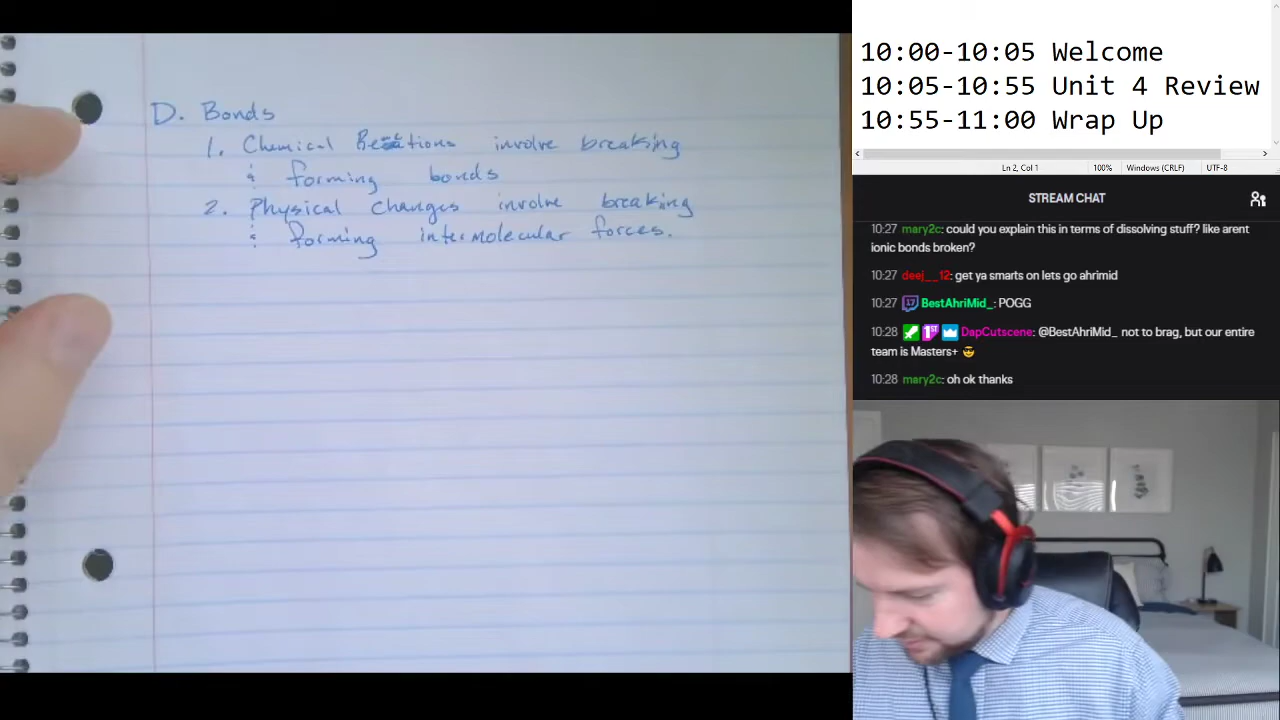 D. Bonds
1. Chemical Reactions involve breaking
& forming bonds
2. Physical Changes involve breaking
& forming intermolecular forces.
10:00-10:05 Welcome
10:05-10:55 Unit 4 Review
10:55-11:00 Wrap Up
Ln 2, Col 1 100% Windows (CRLF) UTF-8
STREAM CHAT
10:27 mary2c: could you explain this in terms of dissolving stuff? like arent
ionic bonds broken?
10:27 deej__12: get ya smarts on lets go ahrimid
10:27 17 BestAhriMid_: POGG
10:28 1ST DapCutscene: @BestAhriMid_ not to brag, but our entire
team is Masters+ 😎
10:28 mary2c: oh ok thanks